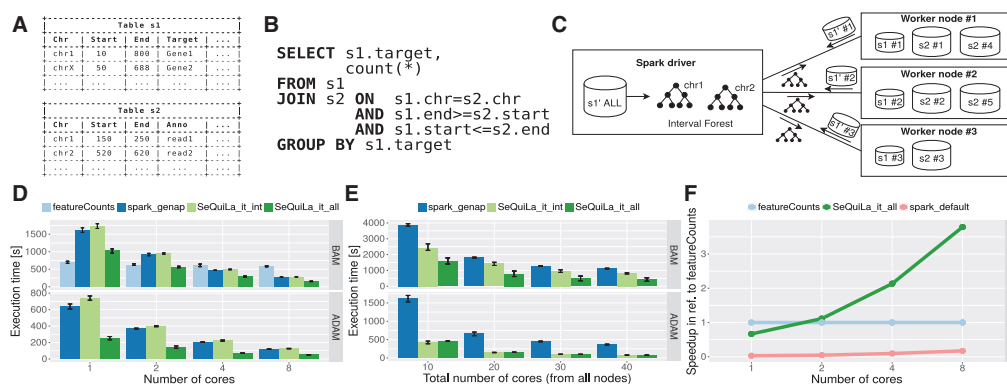 A
Table s1
Chr | Start | End | Target | ...
chr1 | 10 | 800 | Gene1 | ...
chrX | 50 | 688 | Gene2 | ...
... | ... | ... | ... | ...
Table s2
Chr | Start | End | Anno | ...
chr1 | 150 | 250 | read1 | ...
chr2 | 520 | 620 | read2 | ...
... | ... | ... | ... | ...
B
SELECT s1.target,
count(*)
FROM s1
JOIN s2 ON s1.chr=s2.chr
AND s1.end>=s2.start
AND s1.start<=s2.end
GROUP BY s1.target
C
Spark driver
s1' ALL
chr1
chr2
Interval Forest
s1' #1
s1' #2
s1' #3
Worker node #1
s1 #1
s2 #1
s2 #4
Worker node #2
s1 #2
s2 #2
s2 #5
Worker node #3
s1 #3
s2 #3
D
featureCounts spark_genap SeQuiLa_it_int SeQuiLa_it_all
Execution time [s]
1500
1000
500
0
BAM
800
600
400
200
0
ADAM
1 2 4 8
Number of cores
E
spark_genap SeQuiLa_it_int SeQuiLa_it_all
Execution time [s]
4000
3000
2000
1000
0
BAM
1500
1000
500
0
ADAM
10 20 30 40
Total number of cores (from all nodes)
F
featureCounts SeQuiLa_it_all spark_default
Speedup in ref. to featureCounts
3
2
1
0
1 2 4 8
Number of cores